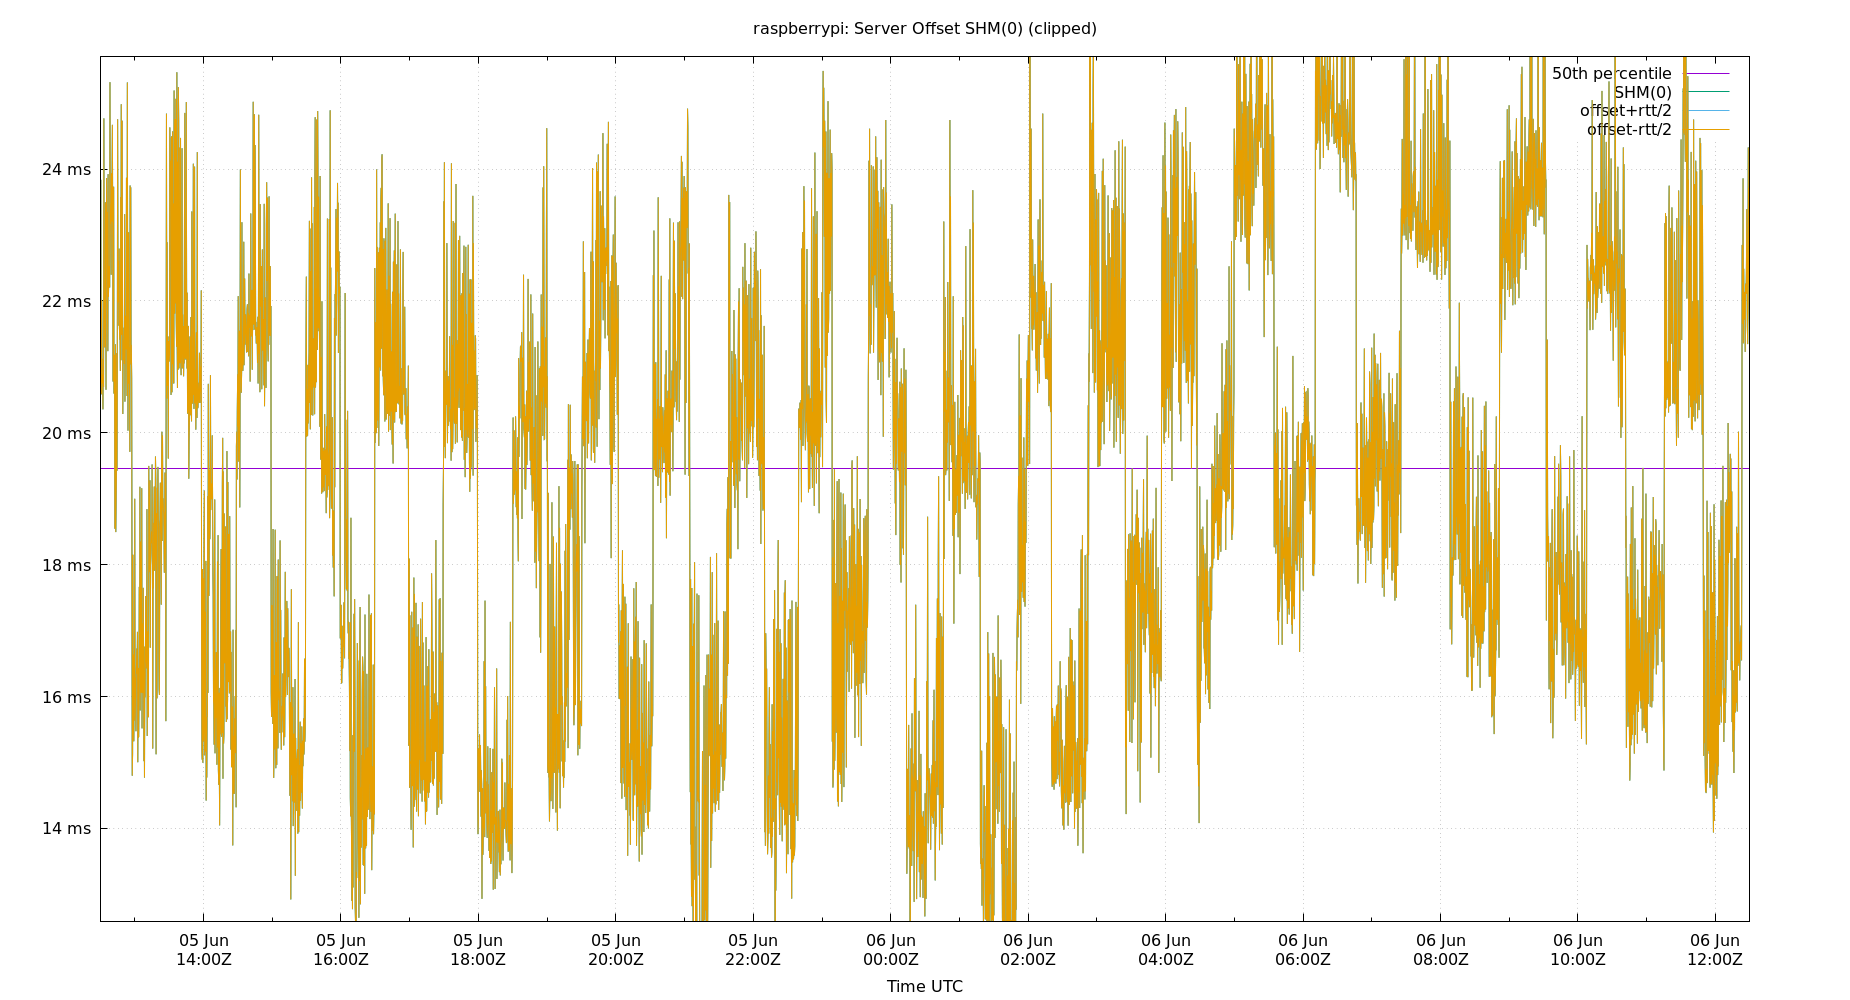 raspberrypi: Server Offset SHM(0) (clipped)
50th percentile
SHM(0)
offset+rtt/2
offset-rtt/2
24 ms
22 ms
20 ms
18 ms
16 ms
14 ms
05 Jun 05 Jun 05 Jun 05 Jun 05 Jun 06 Jun 06 Jun 06 Jun 06 Jun 06 Jun 06 Jun 06 Jun
14:00Z 16:00Z 18:00Z 20:00Z 22:00Z 00:00Z 02:00Z 04:00Z 06:00Z 08:00Z 10:00Z 12:00Z
Time UTC